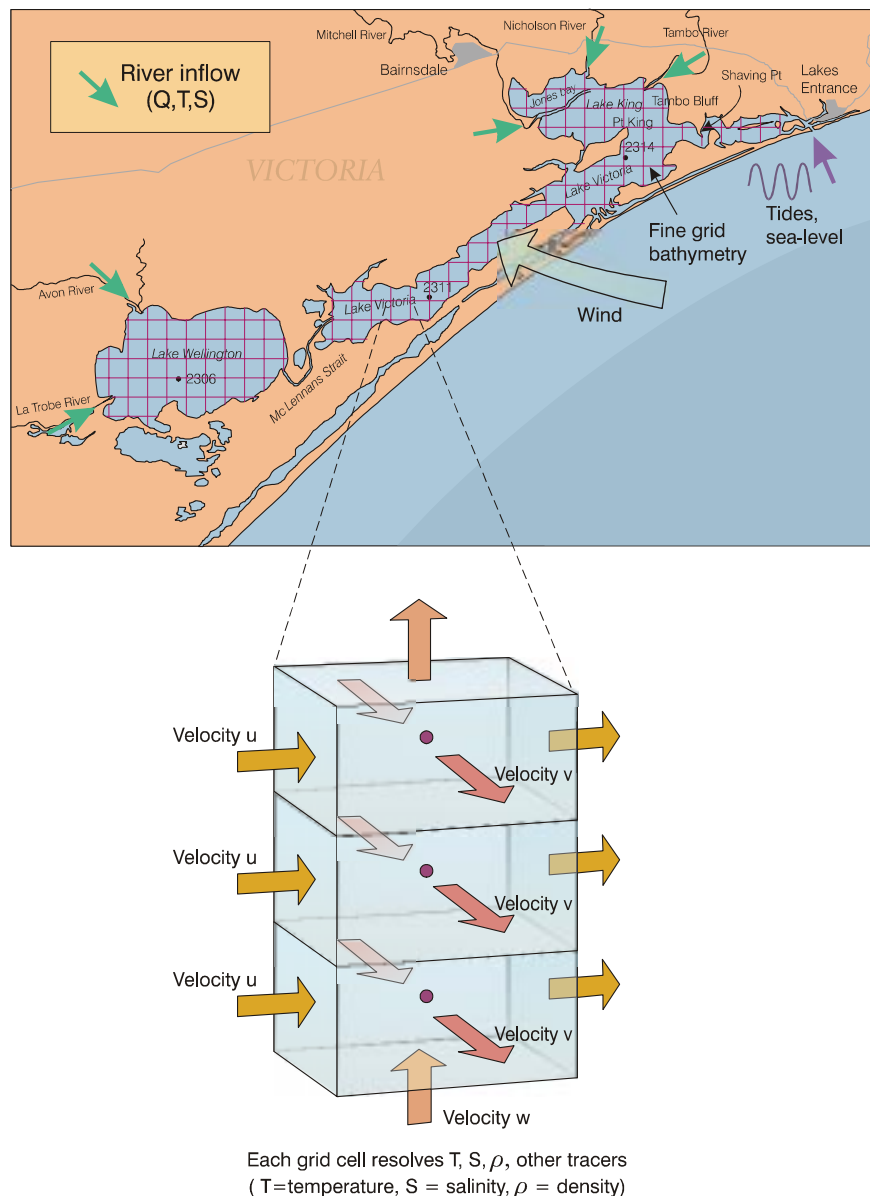 Nicholson River
Mitchell River
Tambo River
Bairnsdale
Shaving Pt
Lakes
Entrance
River inflow
(Q,T,S)
Jones bay
Lake King
Tambo Bluff
Pt King
2314
VICTORIA
Lake Victoria
Tides,
sea-level
Fine grid
bathymetry
Avon River
2311
Lake Victoria
Wind
Lake Wellington
2306
Mc Lennans Strait
La Trobe River
Velocity u
Velocity v
Velocity u
Velocity v
Velocity u
Velocity v
Velocity w
Each grid cell resolves T, S, ρ, other tracers
( T=temperature, S = salinity, ρ = density)